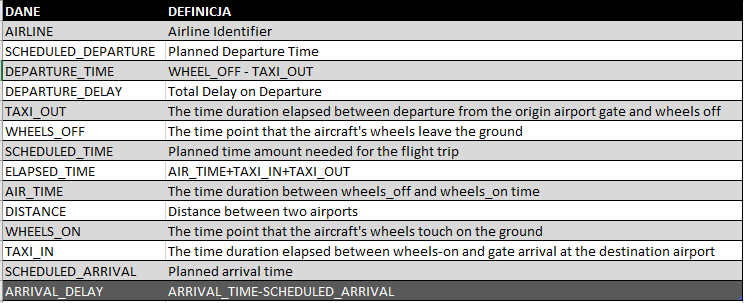 DANE DEFINICJA
AIRLINE Airline Identifier
SCHEDULED_DEPARTURE Planned Departure Time
DEPARTURE_TIME WHEEL_OFF - TAXI_OUT
DEPARTURE_DELAY Total Delay on Departure
TAXI_OUT The time duration elapsed between departure from the origin airport gate and wheels off
WHEELS_OFF The time point that the aircraft's wheels leave the ground
SCHEDULED_TIME Planned time amount needed for the flight trip
ELAPSED_TIME AIR_TIME+TAXI_IN+TAXI_OUT
AIR_TIME The time duration between wheels_off and wheels_on time
DISTANCE Distance between two airports
WHEELS_ON The time point that the aircraft's wheels touch on the ground
TAXI_IN The time duration elapsed between wheels-on and gate arrival at the destination airport
SCHEDULED_ARRIVAL Planned arrival time
ARRIVAL_DELAY ARRIVAL_TIME-SCHEDULED_ARRIVAL